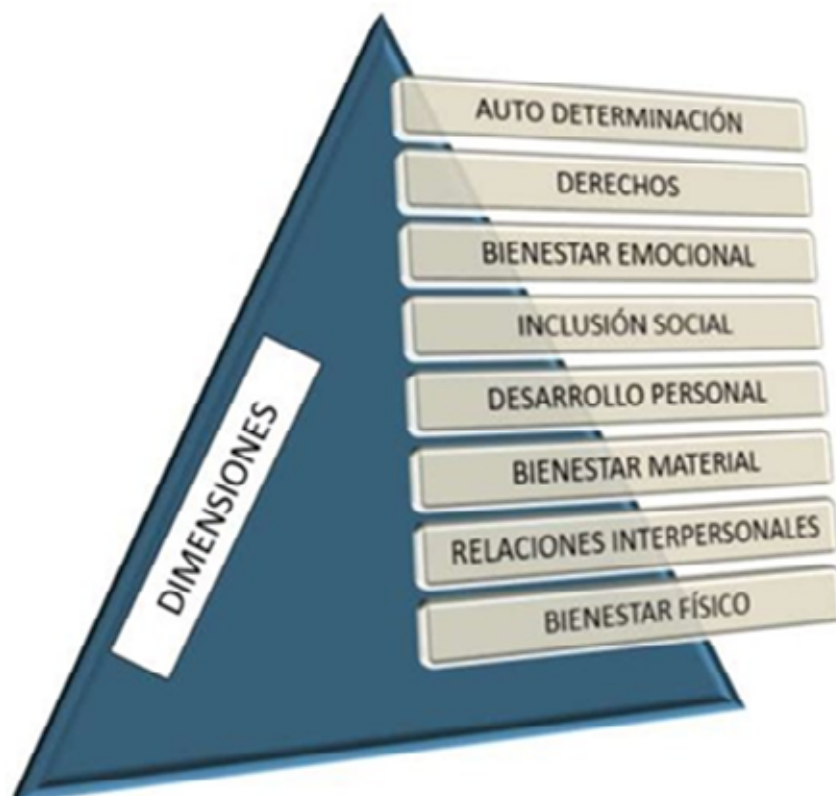 AUTO DETERMINACIÓN
DERECHOS
BIENESTAR EMOCIONAL
INCLUSIÓN SOCIAL
DESARROLLO PERSONAL
BIENESTAR MATERIAL
RELACIONES INTERPERSONALES
BIENESTAR FÍSICO
DIMENSIONES